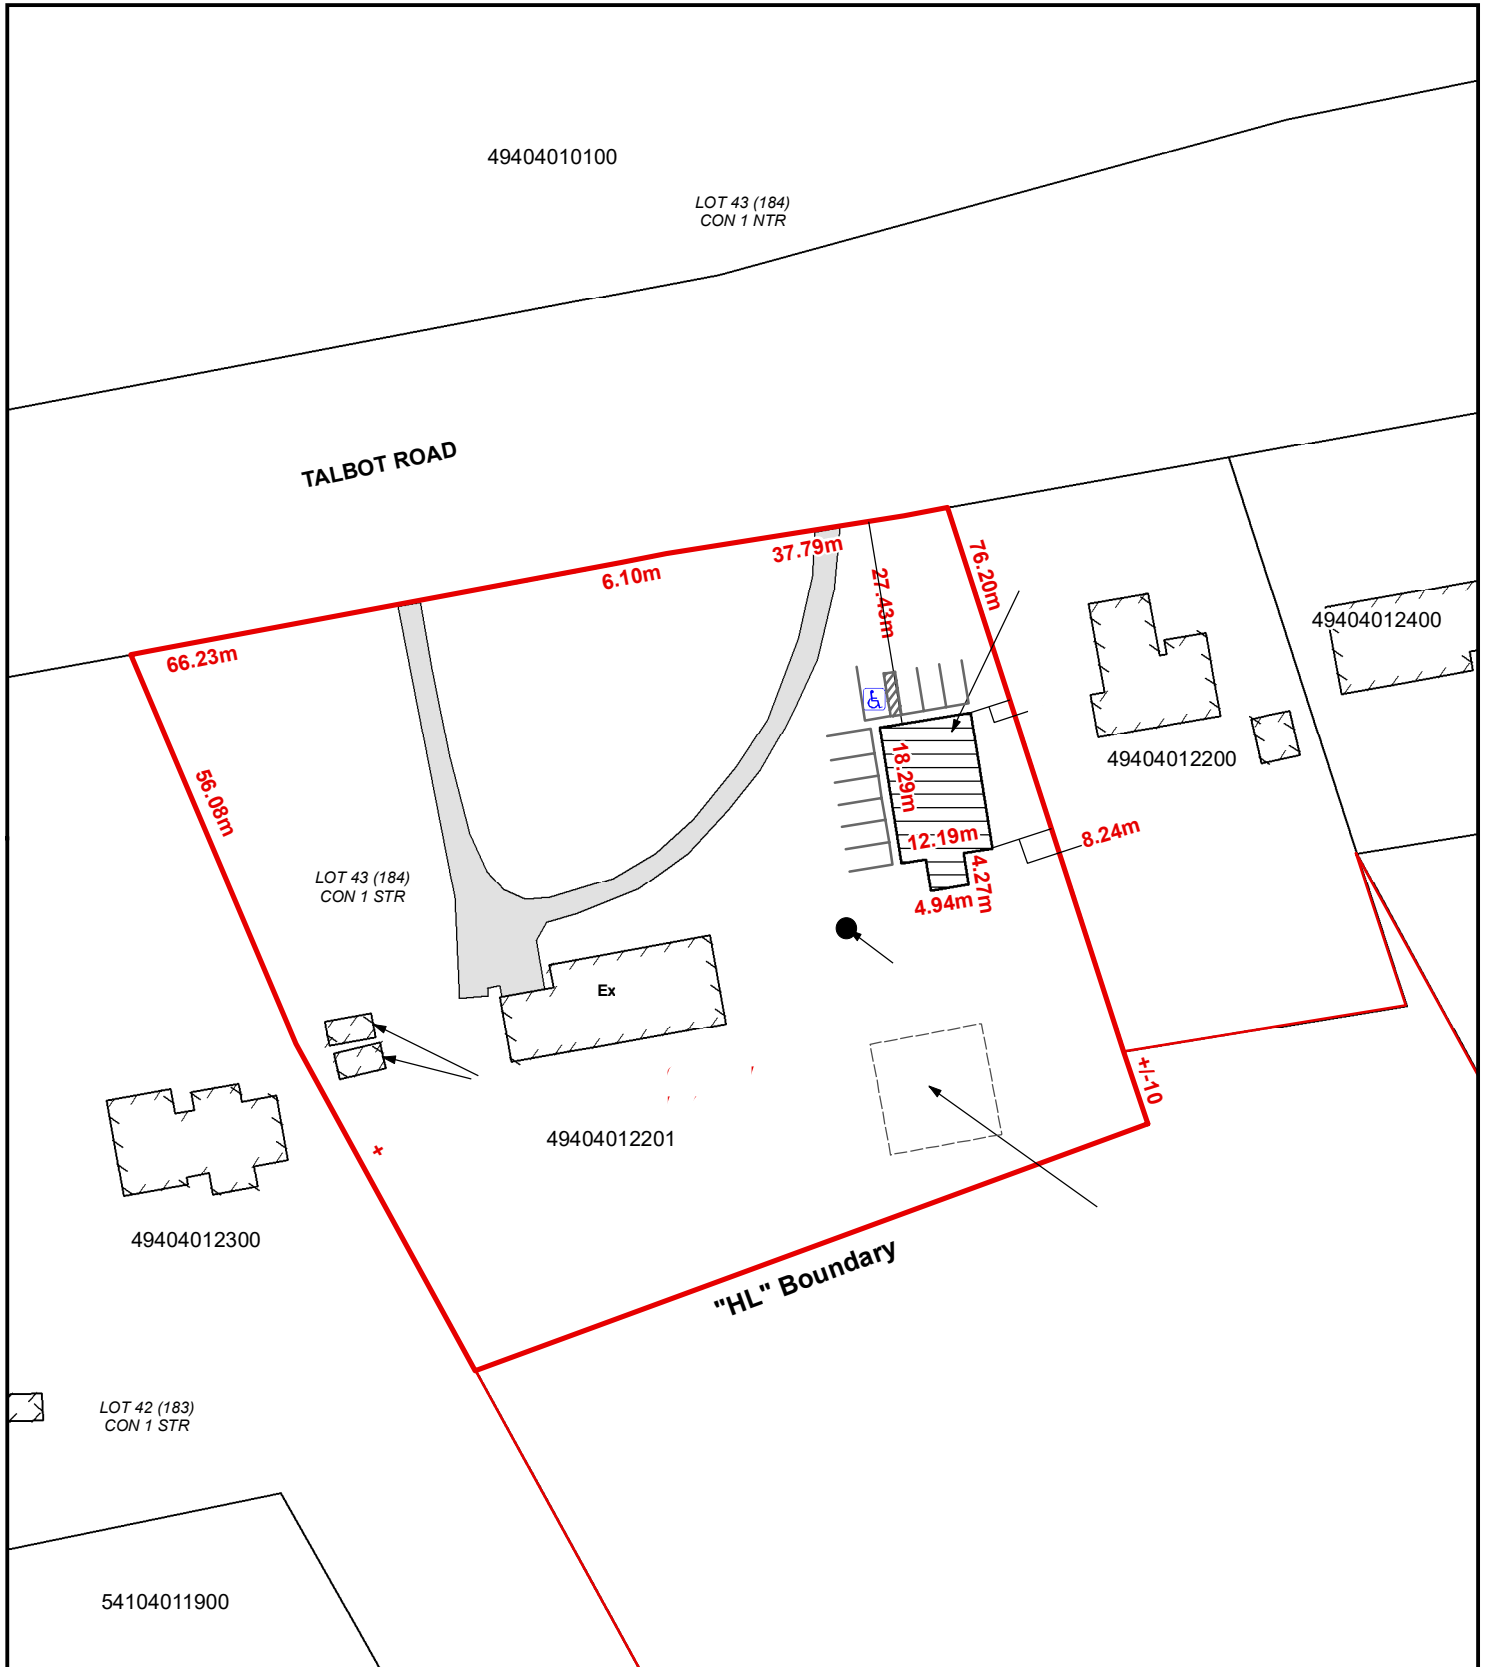 49404010100
LOT 43 (184)
CON 1 NTR
TALBOT ROAD
37.79m
6.10m
66.23m
76.20m
27.43m
49404012400
49404012200
18.29m
12.19m
8.24m
4.27m
4.94m
56.08m
LOT 43 (184)
CON 1 STR
Ex
+/-10
+
49404012201
49404012300
"HL" Boundary
LOT 42 (183)
CON 1 STR
54104011900